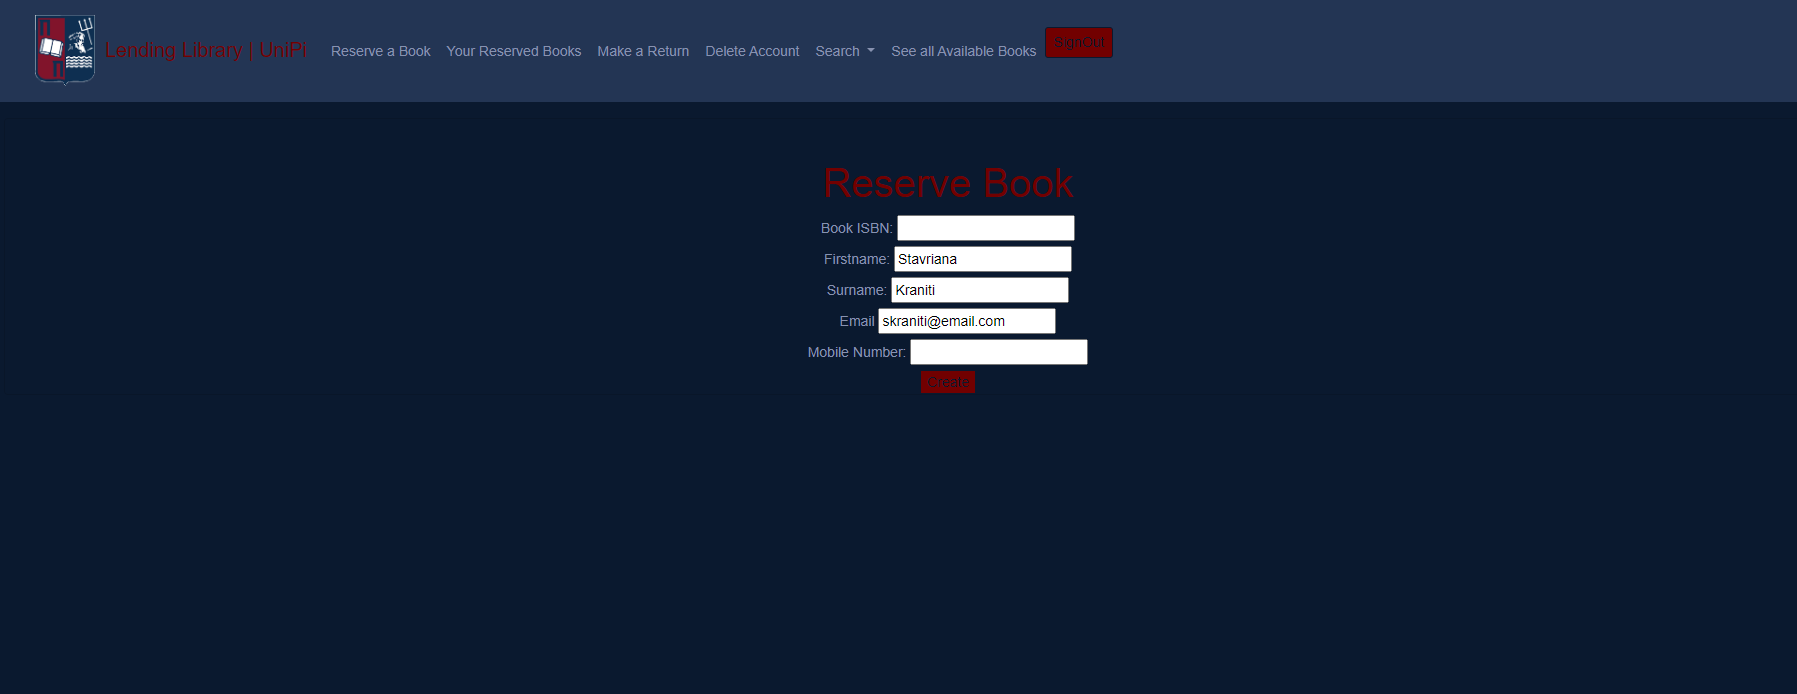 Lending Library | UniPi Reserve a Book Your Reserved Books Make a Return Delete Account Search See all Available Books SignOut
Reserve Book
Book ISBN:
Firstname: Stavriana
Surname: Kraniti
Email skraniti@email.com
Mobile Number:
Create